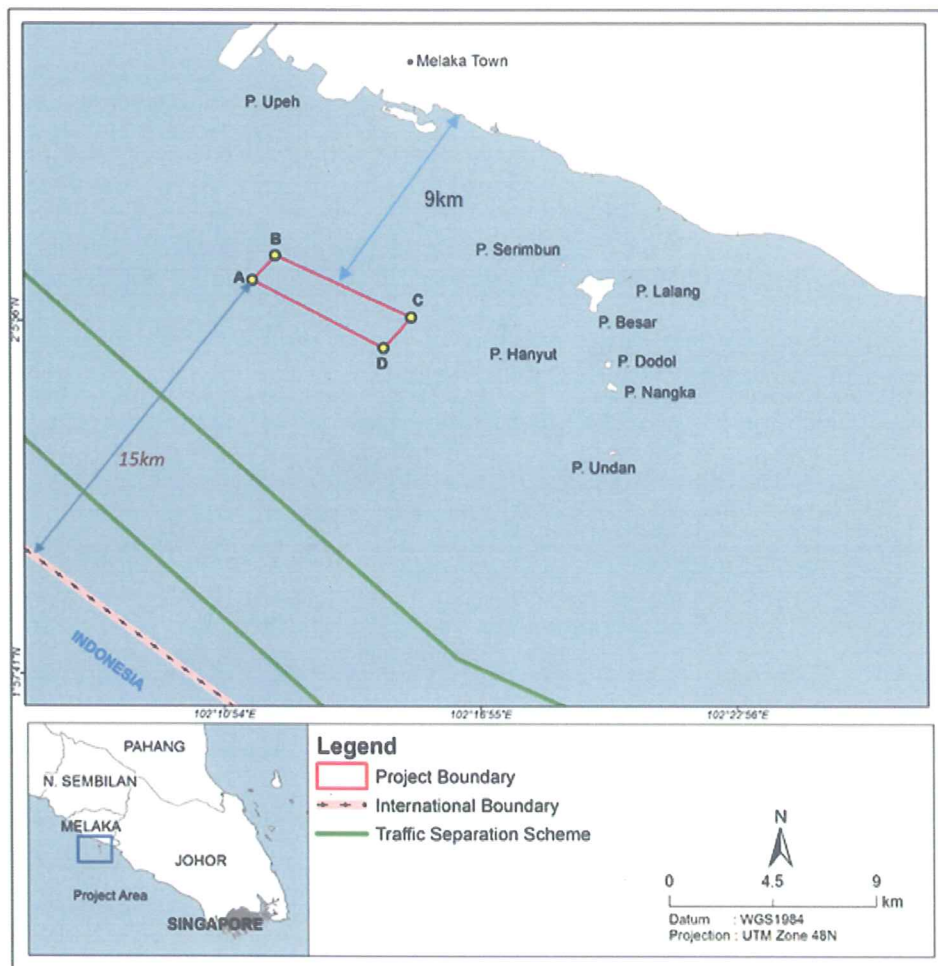 Melaka Town
P. Upeh
9km
B
P. Serimbun
A
P. Lalang
C
P. Besar
2°5'56"N
D
P. Hanyut
P. Dodol
P. Nangka
15km
P. Undan
INDONESIA
1°57'41"N
102°10'54"E
102°16'55"E
102°22'56"E
PAHANG
N. SEMBILAN
MELAKA
JOHOR
Project Area
SINGAPORE
Legend
Project Boundary
International Boundary
Traffic Separation Scheme
N
0 4.5 9
km
Datum : WGS1984
Projection : UTM Zone 48N